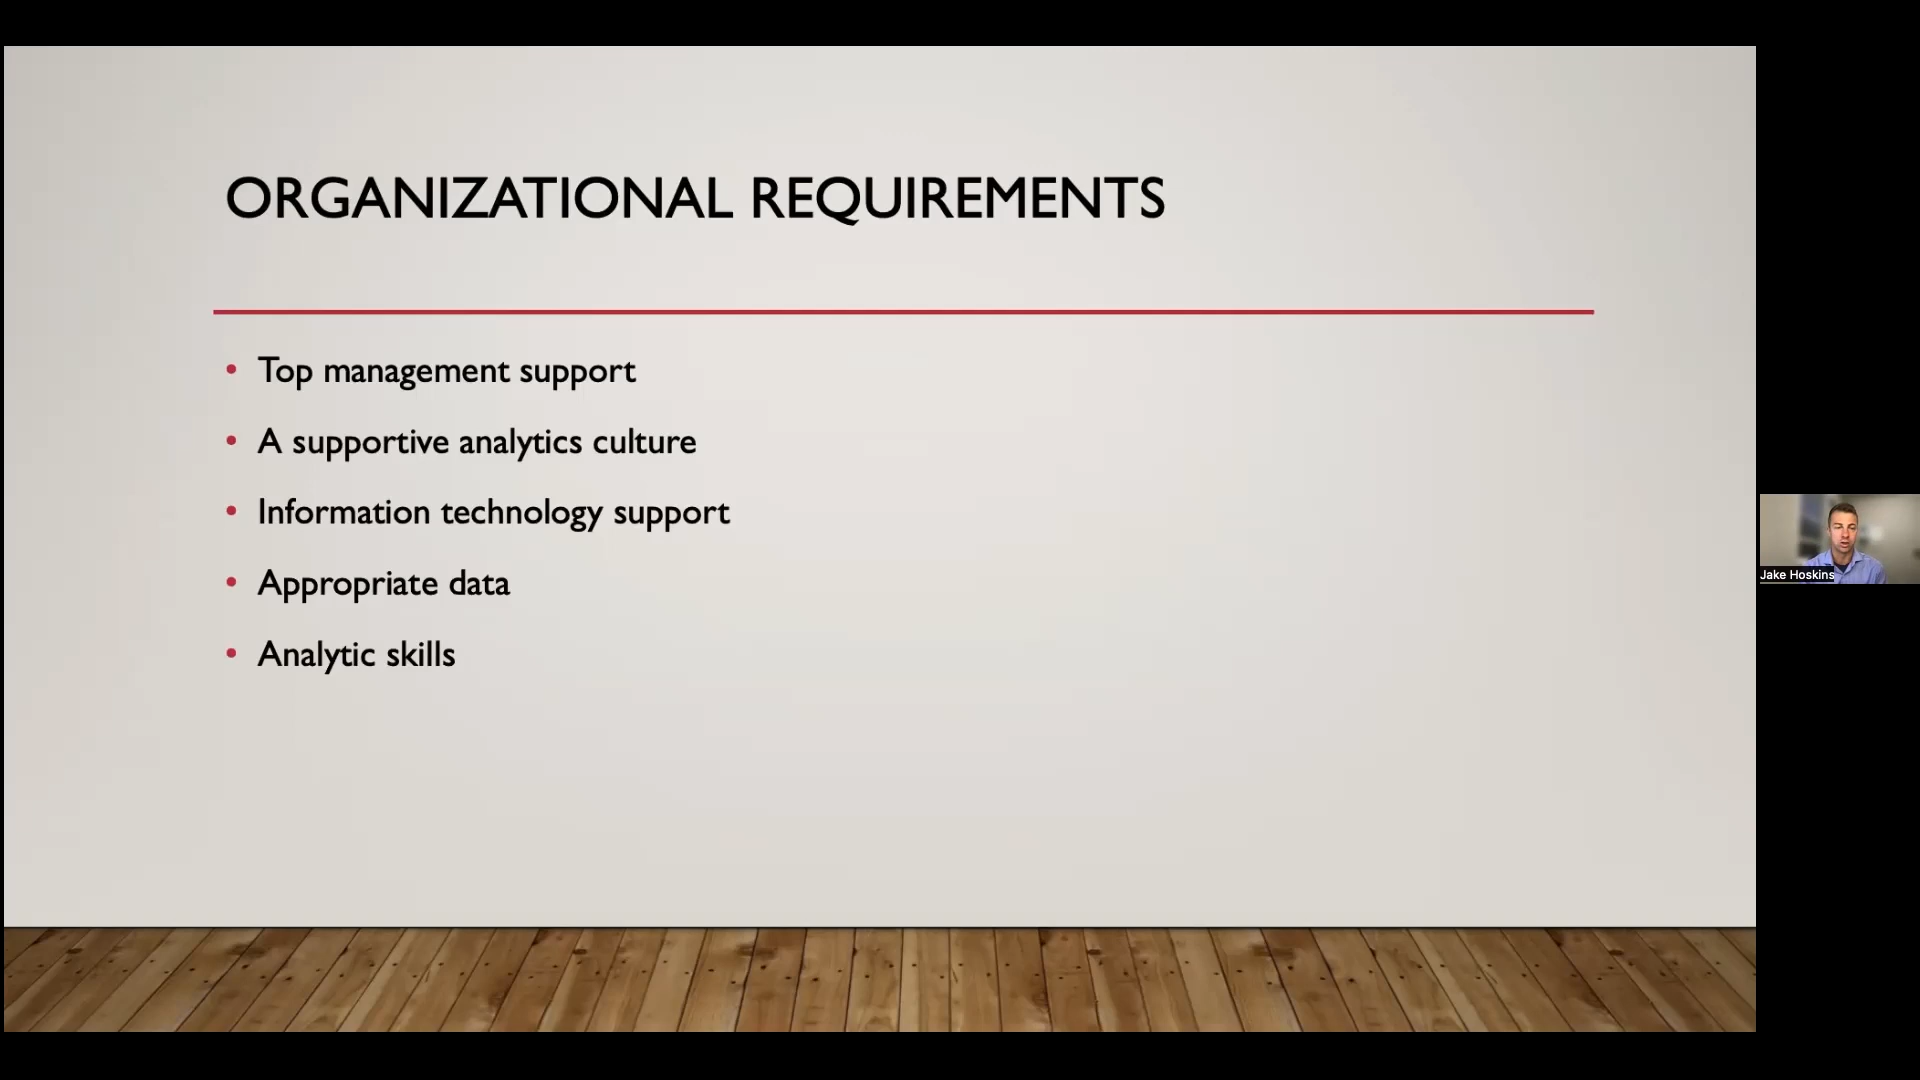 ORGANIZATIONAL REQUIREMENTS
• Top management support
• A supportive analytics culture
• Information technology support
• Appropriate data
• Analytic skills
Jake Hoskins